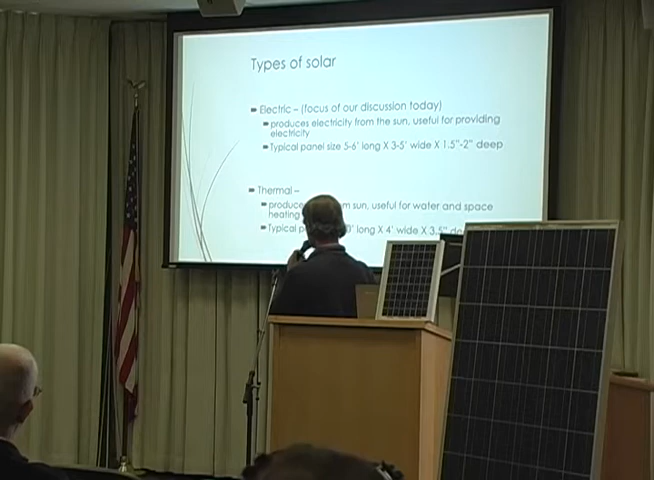 Types of solar
Electric – (focus of our discussion today)
produces electricity from the sun, useful for providing
electricity
Typical panel size 5-6' long X 3-5' wide X 1.5"-2" deep
Thermal –
sun, useful for water and space
heating
Typical long X 4' wide X 3.5"